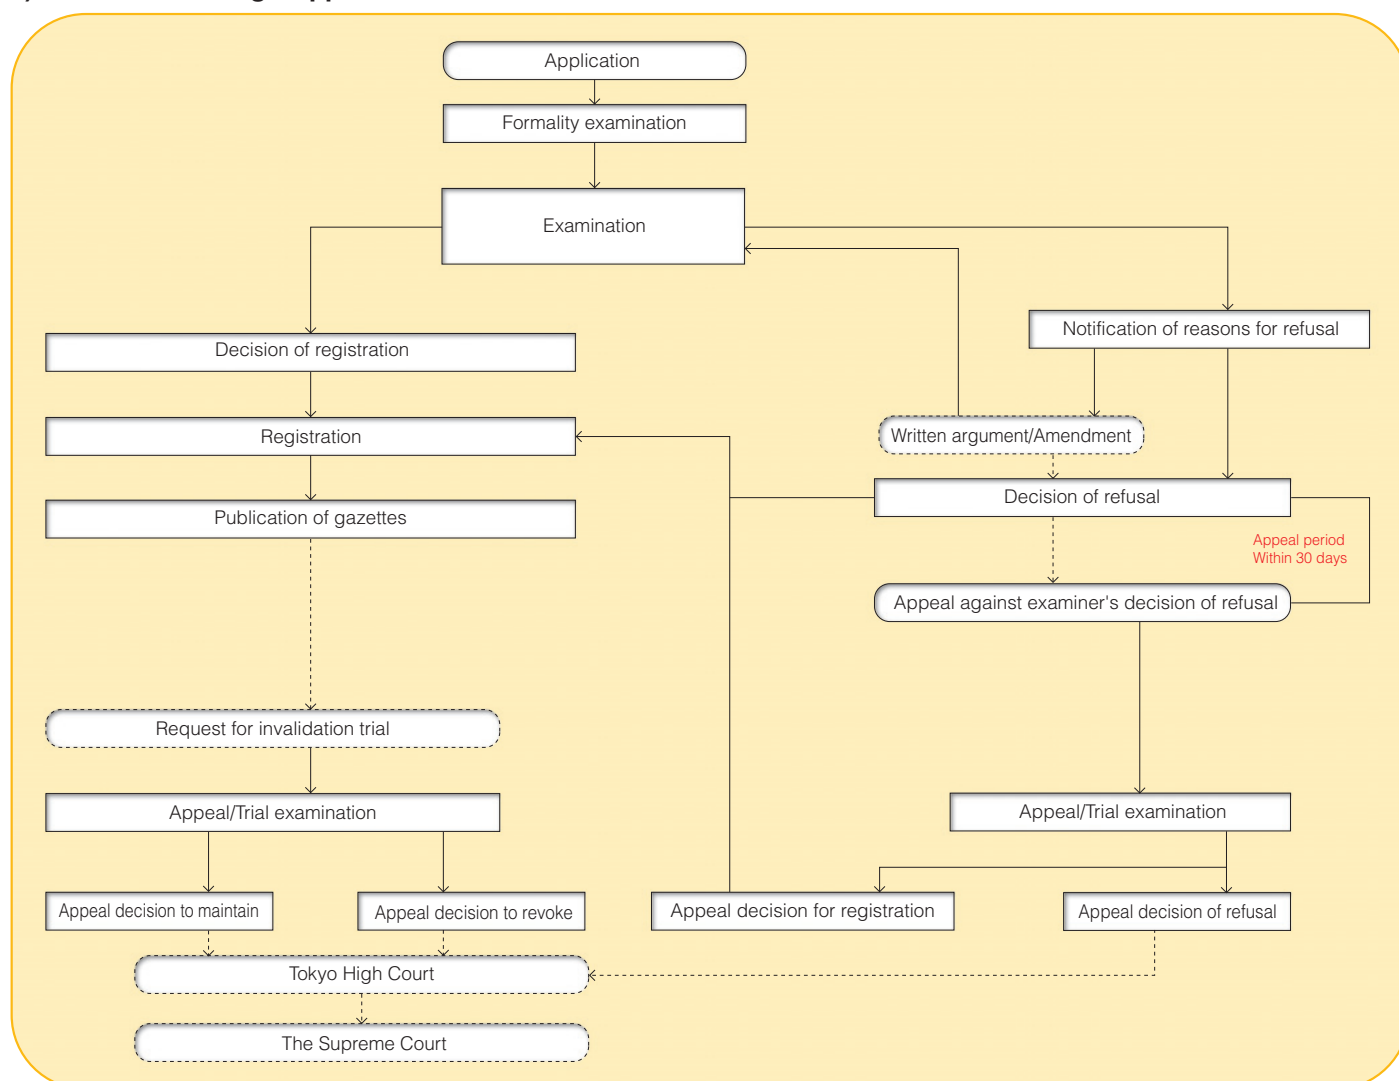 Application
Formality examination
Examination
Notification of reasons for refusal
Decision of registration
Registration
Written argument/Amendment
Decision of refusal
Publication of gazettes
Appeal period
Within 30 days
Appeal against examiner's decision of refusal
Request for invalidation trial
Appeal/Trial examination
Appeal/Trial examination
Appeal decision to maintain
Appeal decision to revoke
Appeal decision for registration
Appeal decision of refusal
Tokyo High Court
The Supreme Court